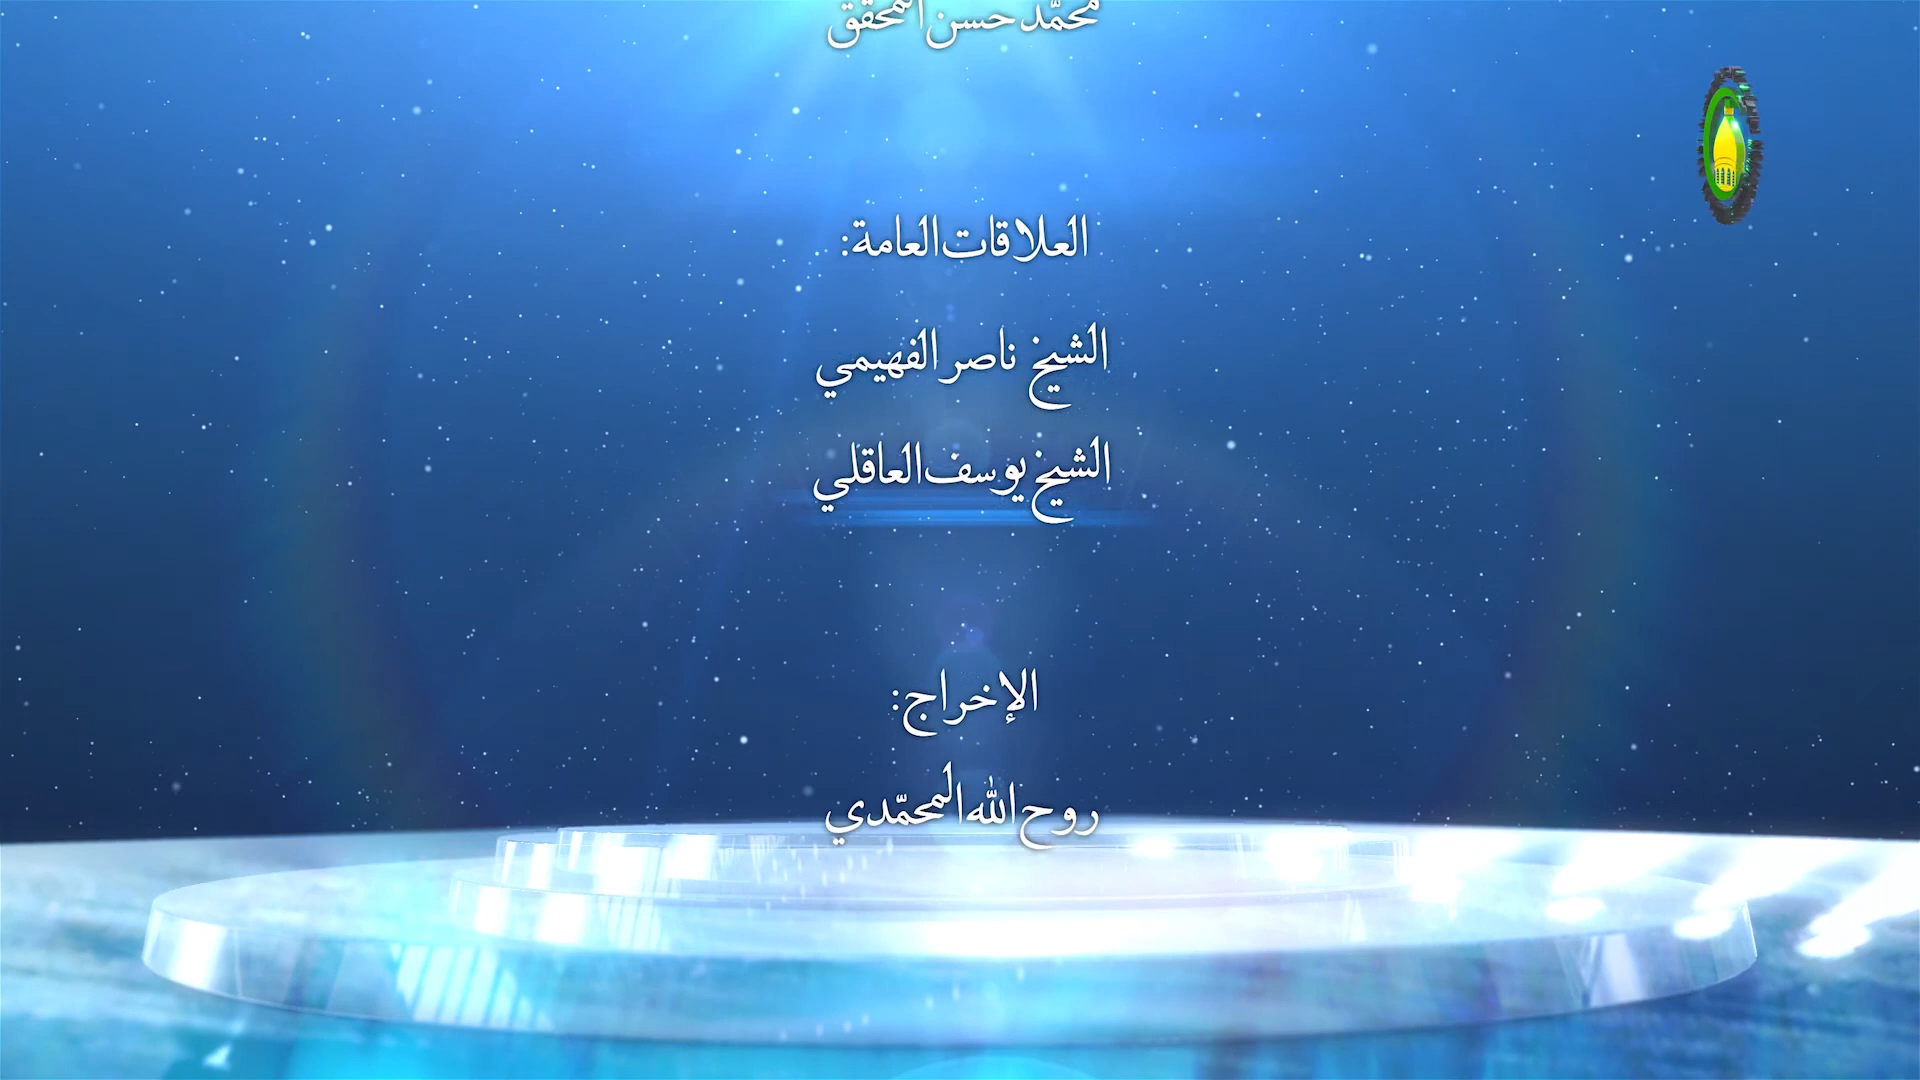 محمّد حسن المحقق
العلاقات العامة:
الشيخ ناصر الفهيمي
الشيخ يوسف العاقلي
الإخراج:
روح الله المحمّدي